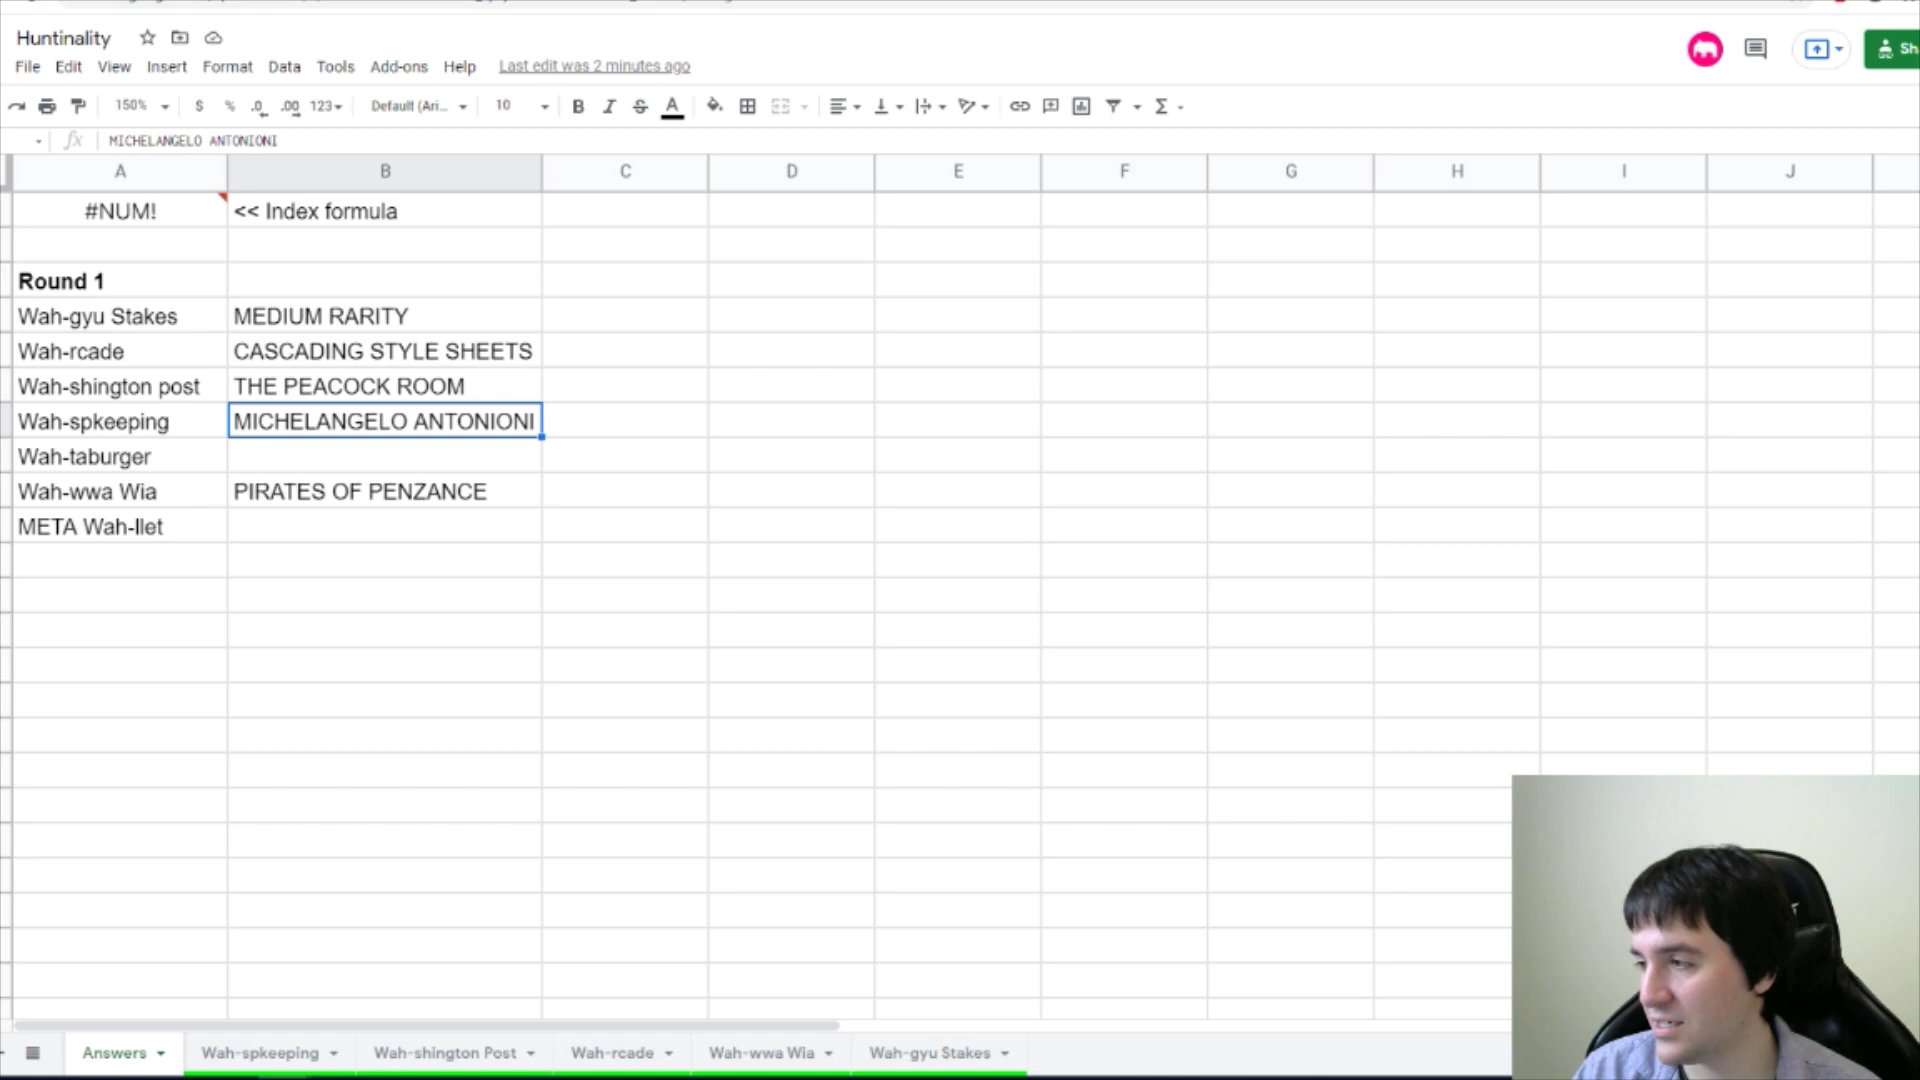 Huntinality
File Edit View Insert Format Data Tools Add-ons Help Last edit was 2 minutes ago
Sh
150% $ % .0 .00 123 Default (Ari... 10 B I S A Σ
fx MICHELANGELO ANTONIONI
A B C D E F G H I J
#NUM! << Index formula
Round 1
Wah-gyu Stakes MEDIUM RARITY
Wah-rcade CASCADING STYLE SHEETS
Wah-shington post THE PEACOCK ROOM
Wah-spkeeping MICHELANGELO ANTONIONI
Wah-taburger
Wah-wwa Wia PIRATES OF PENZANCE
META Wah-llet
Answers Wah-spkeeping Wah-shington Post Wah-rcade Wah-wwa Wia Wah-gyu Stakes